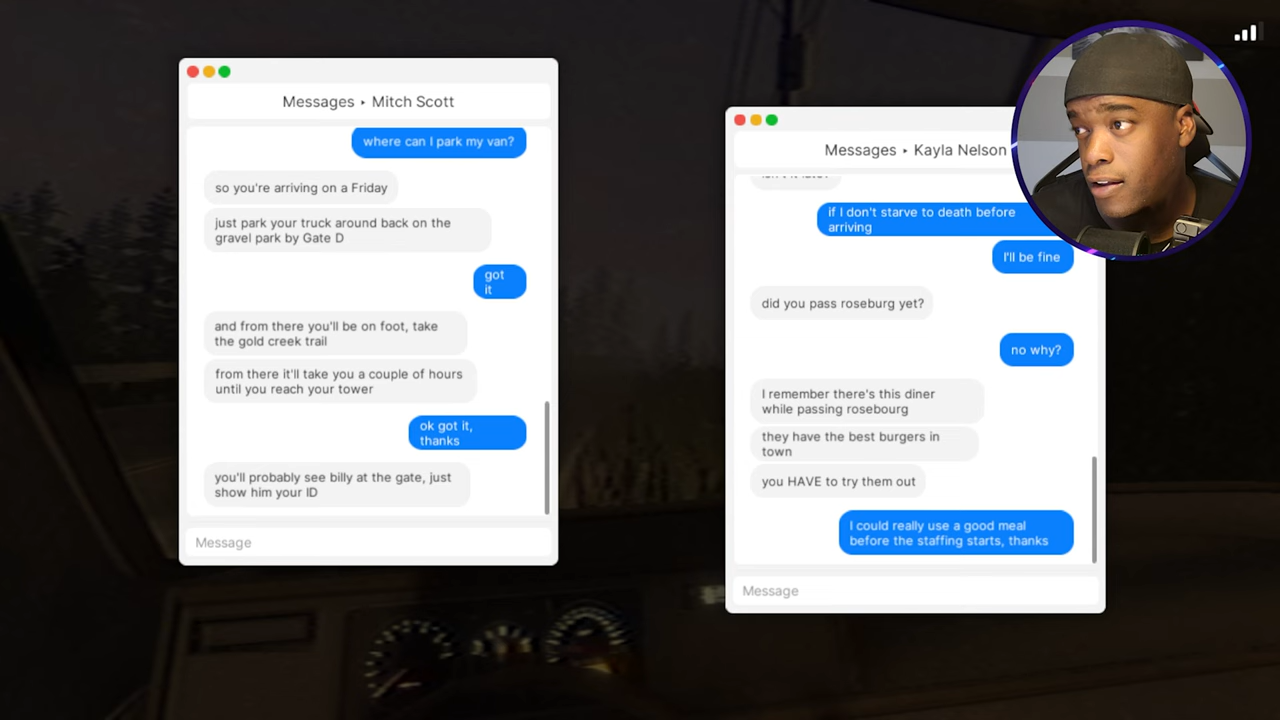 Messages ‣ Mitch Scott
where can I park my van?
so you're arriving on a Friday
just park your truck around back on the
gravel park by Gate D
got
it
and from there you'll be on foot, take
the gold creek trail
from there it'll take you a couple of hours
until you reach your tower
ok got it,
thanks
you'll probably see billy at the gate, just
show him your ID
Message
Messages ‣ Kayla Nelson
if I don't starve to death before
arriving
I'll be fine
did you pass roseburg yet?
no why?
I remember there's this diner
while passing rosebourg
they have the best burgers in
town
you HAVE to try them out
I could really use a good meal
before the staffing starts, thanks
Message